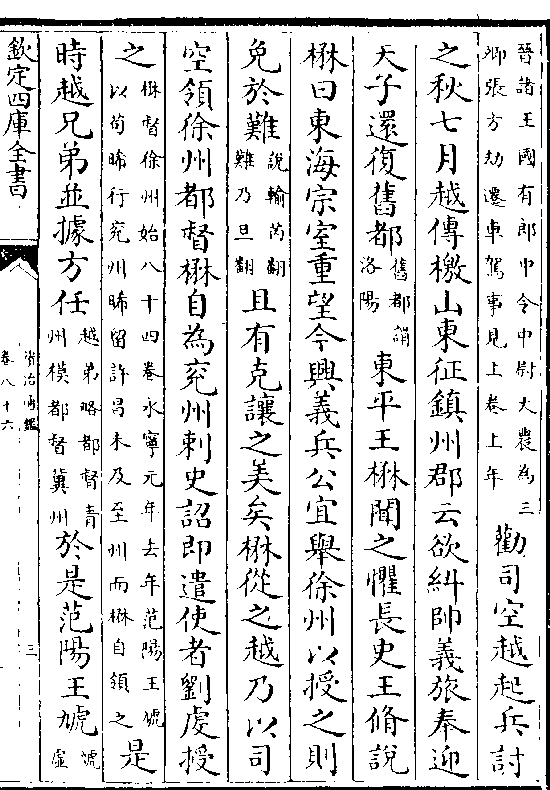 晉諸王國有郎中令中尉大農為三
卿張方劫遷車駕事見上卷上年
勸司空越起兵討
之秋七月越傳檄山東征鎮州郡云欲糾帥義旅奉迎
天子還復舊都
舊都謂
洛陽
東平王楙聞之懼長史王脩說
楙曰東海宗室重望今興義兵公宜舉徐州以授之則
免於難
說輸芮翻
難乃旦翻
且有克讓之美矣楙從之越乃以司
空領徐州都督楙自為兖州刺史詔即遣使者劉虔授
之
楙督徐州始八十四卷永寧元年去年范陽王虓
以苟晞行兖州晞留許昌未及至州而楙自領之
是
時越兄弟並據方任
越弟略都督青
州模都督冀州
於是范陽王虓
虓
虛
欽定四庫全書
資治通鑑
卷八十六
三